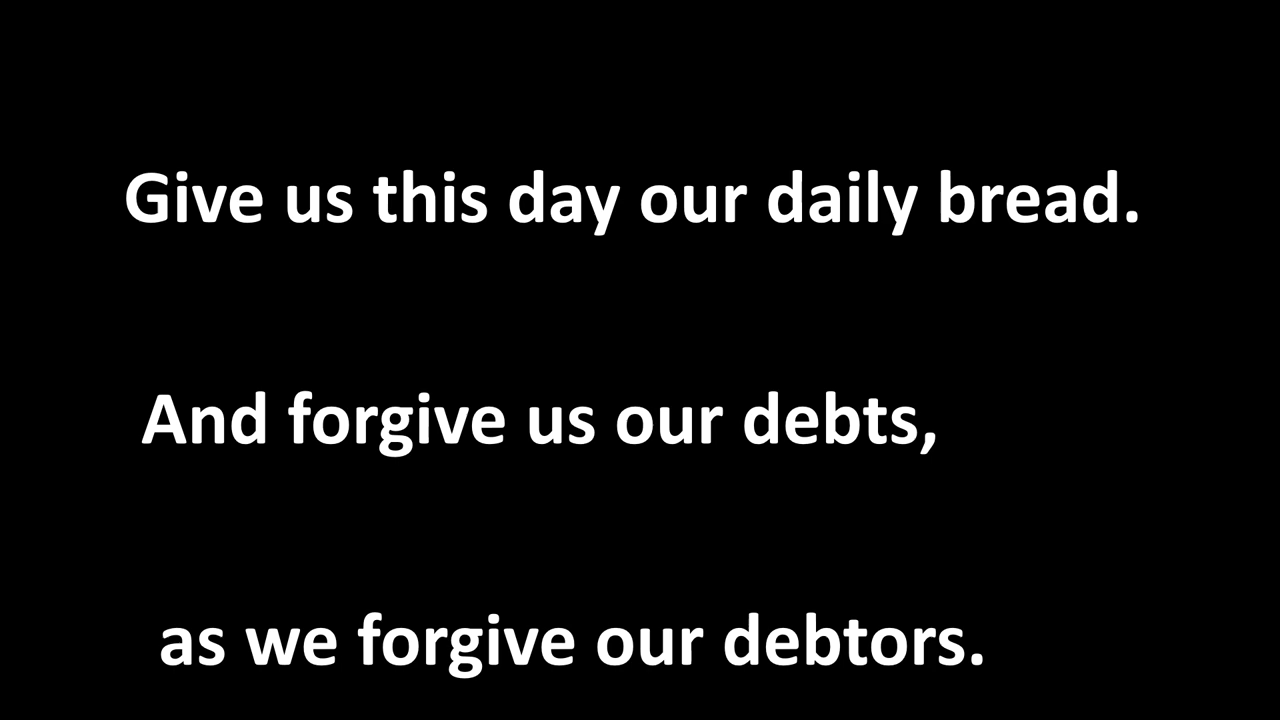 Give us this day our daily bread.
And forgive us our debts,
as we forgive our debtors.